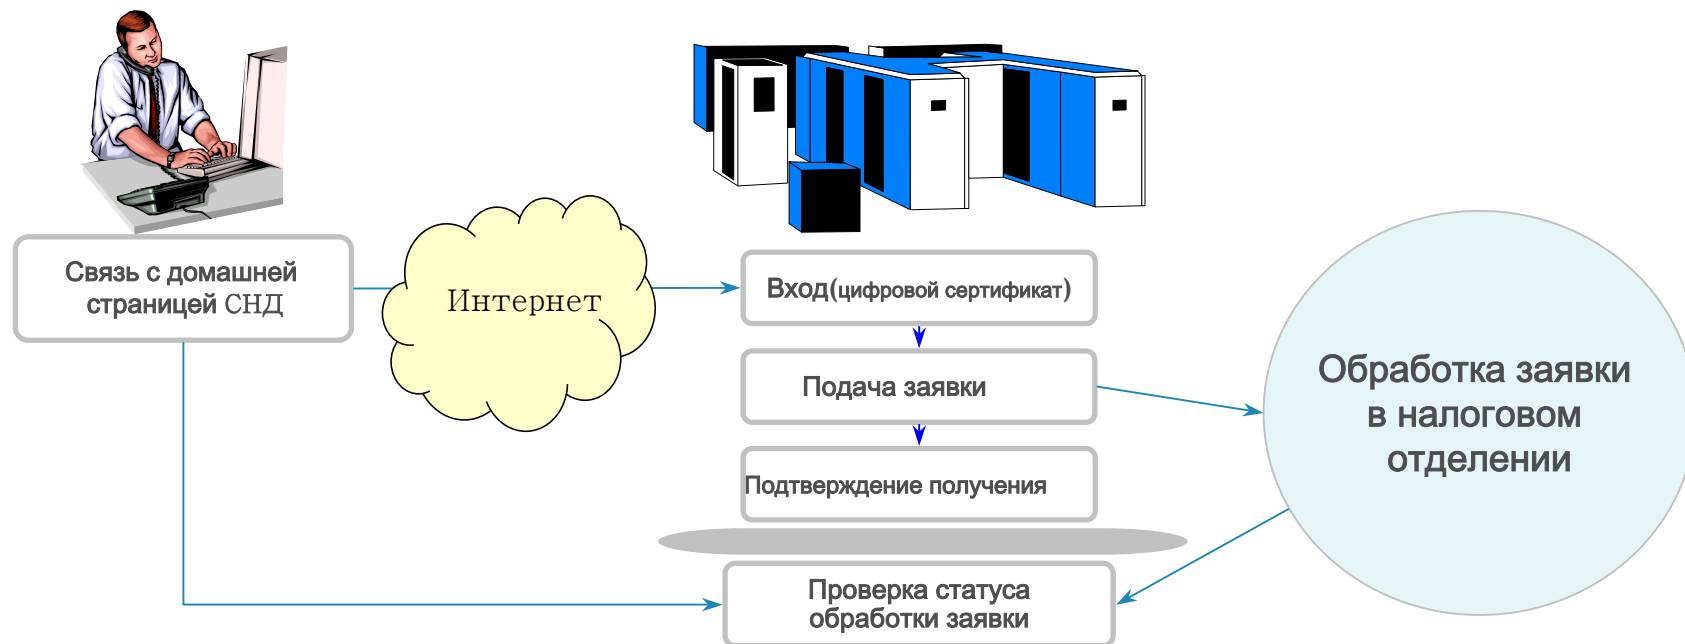 Связь с домашней
страницей СНД
Интернет
Вход(цифровой сертификат)
Подача заявки
Подтверждение получения
Проверка статуса
обработки заявки
Обработка заявки
в налоговом
отделении